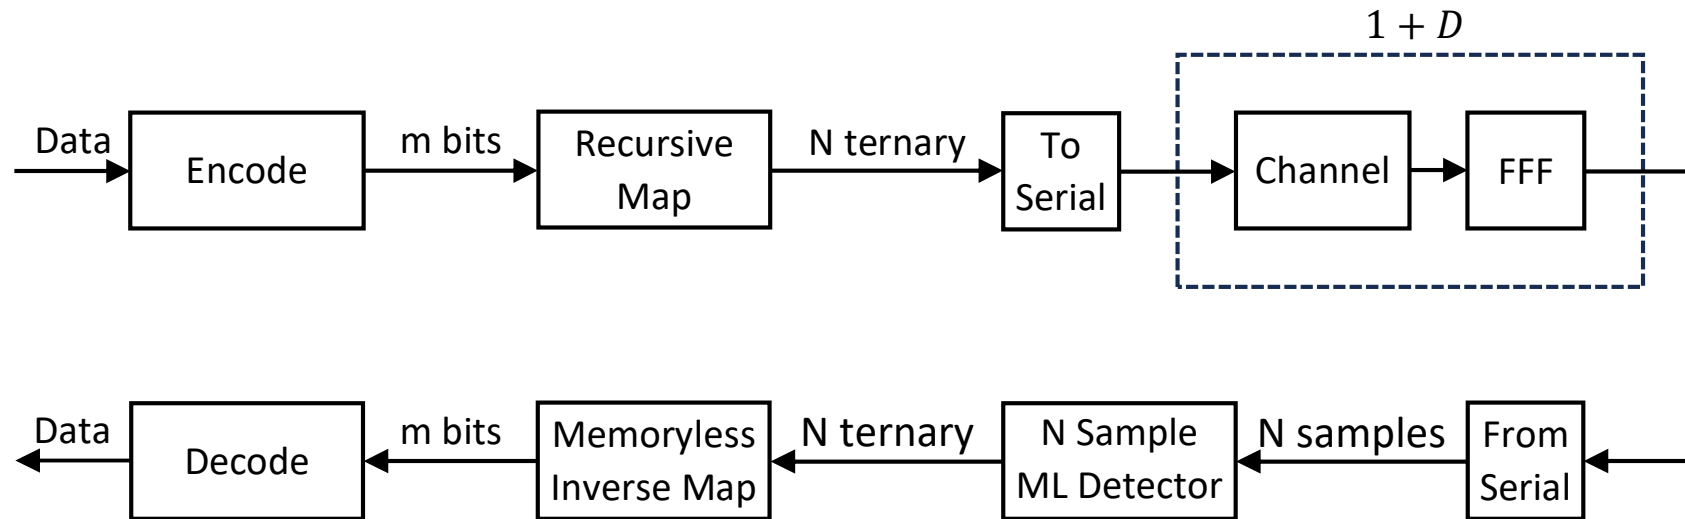 1 + D
Data
Encode
m bits
Recursive
Map
N ternary
To
Serial
Channel
FFF
Data
Decode
m bits
Memoryless
Inverse Map
N ternary
N Sample
ML Detector
N samples
From
Serial